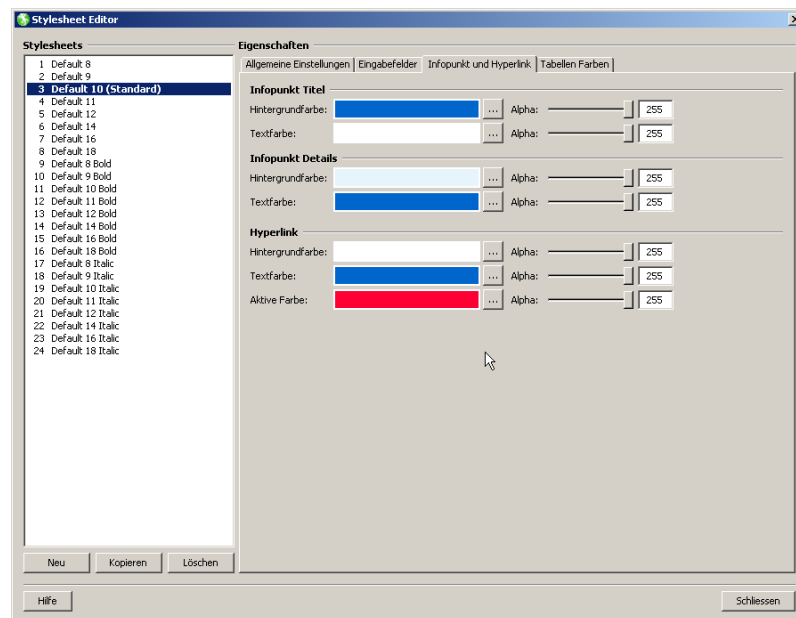 Stylesheet Editor
Stylesheets
1 Default 8
2 Default 9
3 Default 10 (Standard)
4 Default 11
5 Default 12
6 Default 14
7 Default 16
8 Default 18
9 Default 8 Bold
10 Default 9 Bold
11 Default 10 Bold
12 Default 11 Bold
13 Default 12 Bold
14 Default 14 Bold
15 Default 16 Bold
16 Default 18 Bold
17 Default 8 Italic
18 Default 9 Italic
19 Default 10 Italic
20 Default 11 Italic
21 Default 12 Italic
22 Default 14 Italic
23 Default 16 Italic
24 Default 18 Italic
Neu Kopieren Löschen
Eigenschaften
Allgemeine Einstellungen Eingabefelder Infopunkt und Hyperlink Tabellen Farben
Infopunkt Titel
Hintergrundfarbe: ... Alpha: 255
Textfarbe: ... Alpha: 255
Infopunkt Details
Hintergrundfarbe: ... Alpha: 255
Textfarbe: ... Alpha: 255
Hyperlink
Hintergrundfarbe: ... Alpha: 255
Textfarbe: ... Alpha: 255
Aktive Farbe: ... Alpha: 255
Hilfe Schliessen